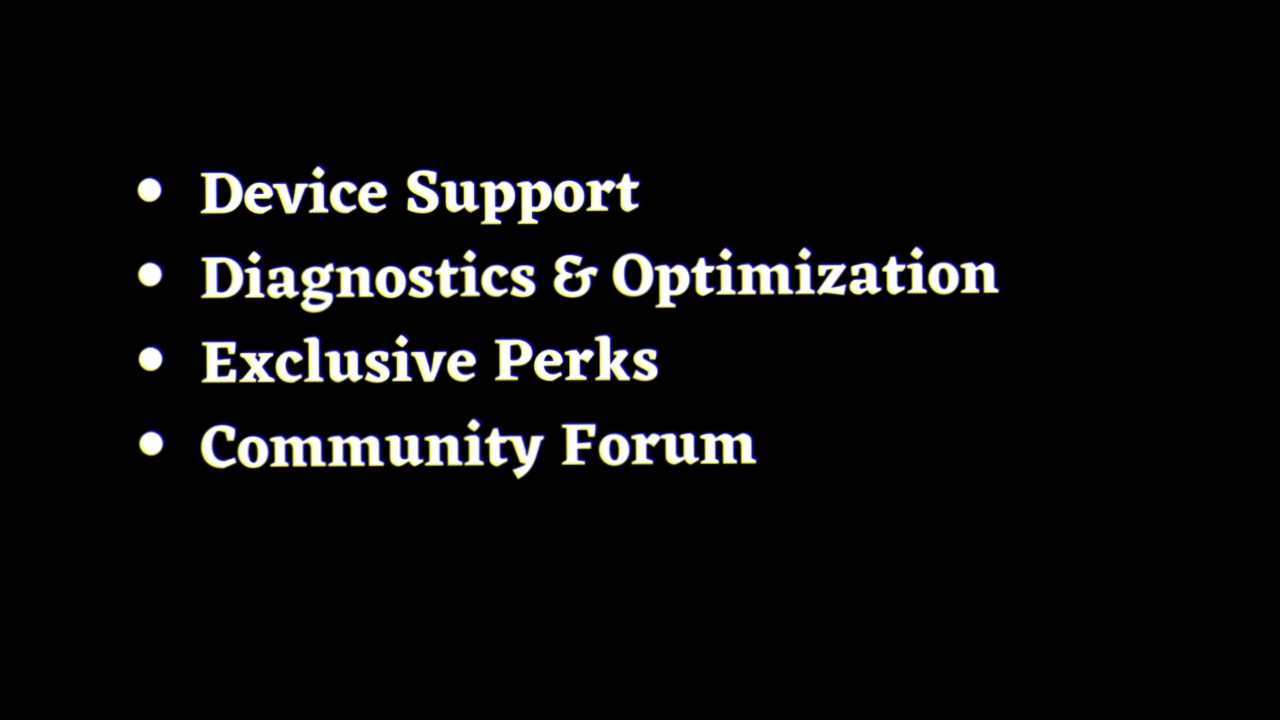 • Device Support
• Diagnostics & Optimization
• Exclusive Perks
• Community Forum